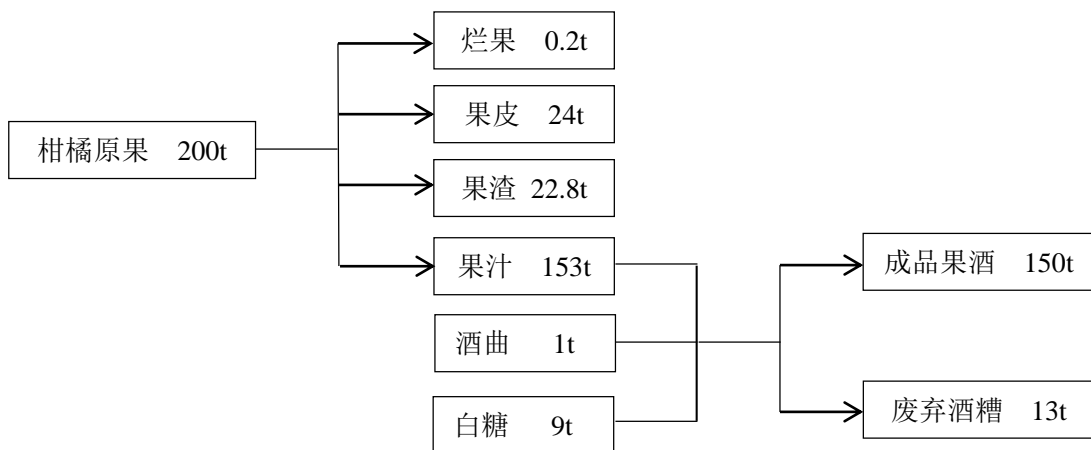 烂果 0.2t
果皮 24t
柑橘原果 200t
果渣 22.8t
果汁 153t
成品果酒 150t
酒曲 1t
白糖 9t
废弃酒糟 13t